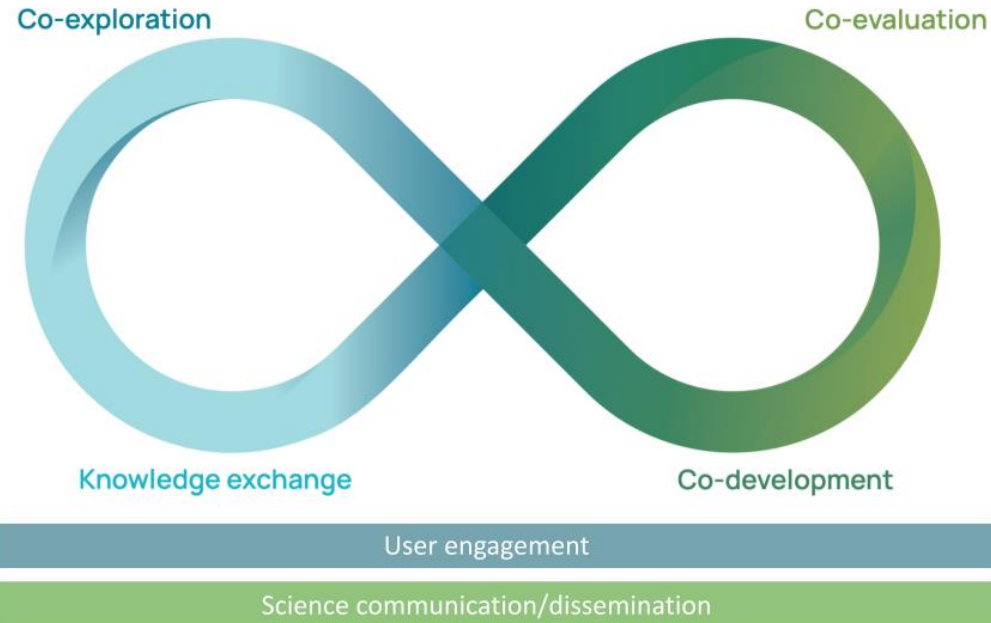 Co-exploration
Co-evaluation
Knowledge exchange
Co-development
User engagement
Science communication/dissemination